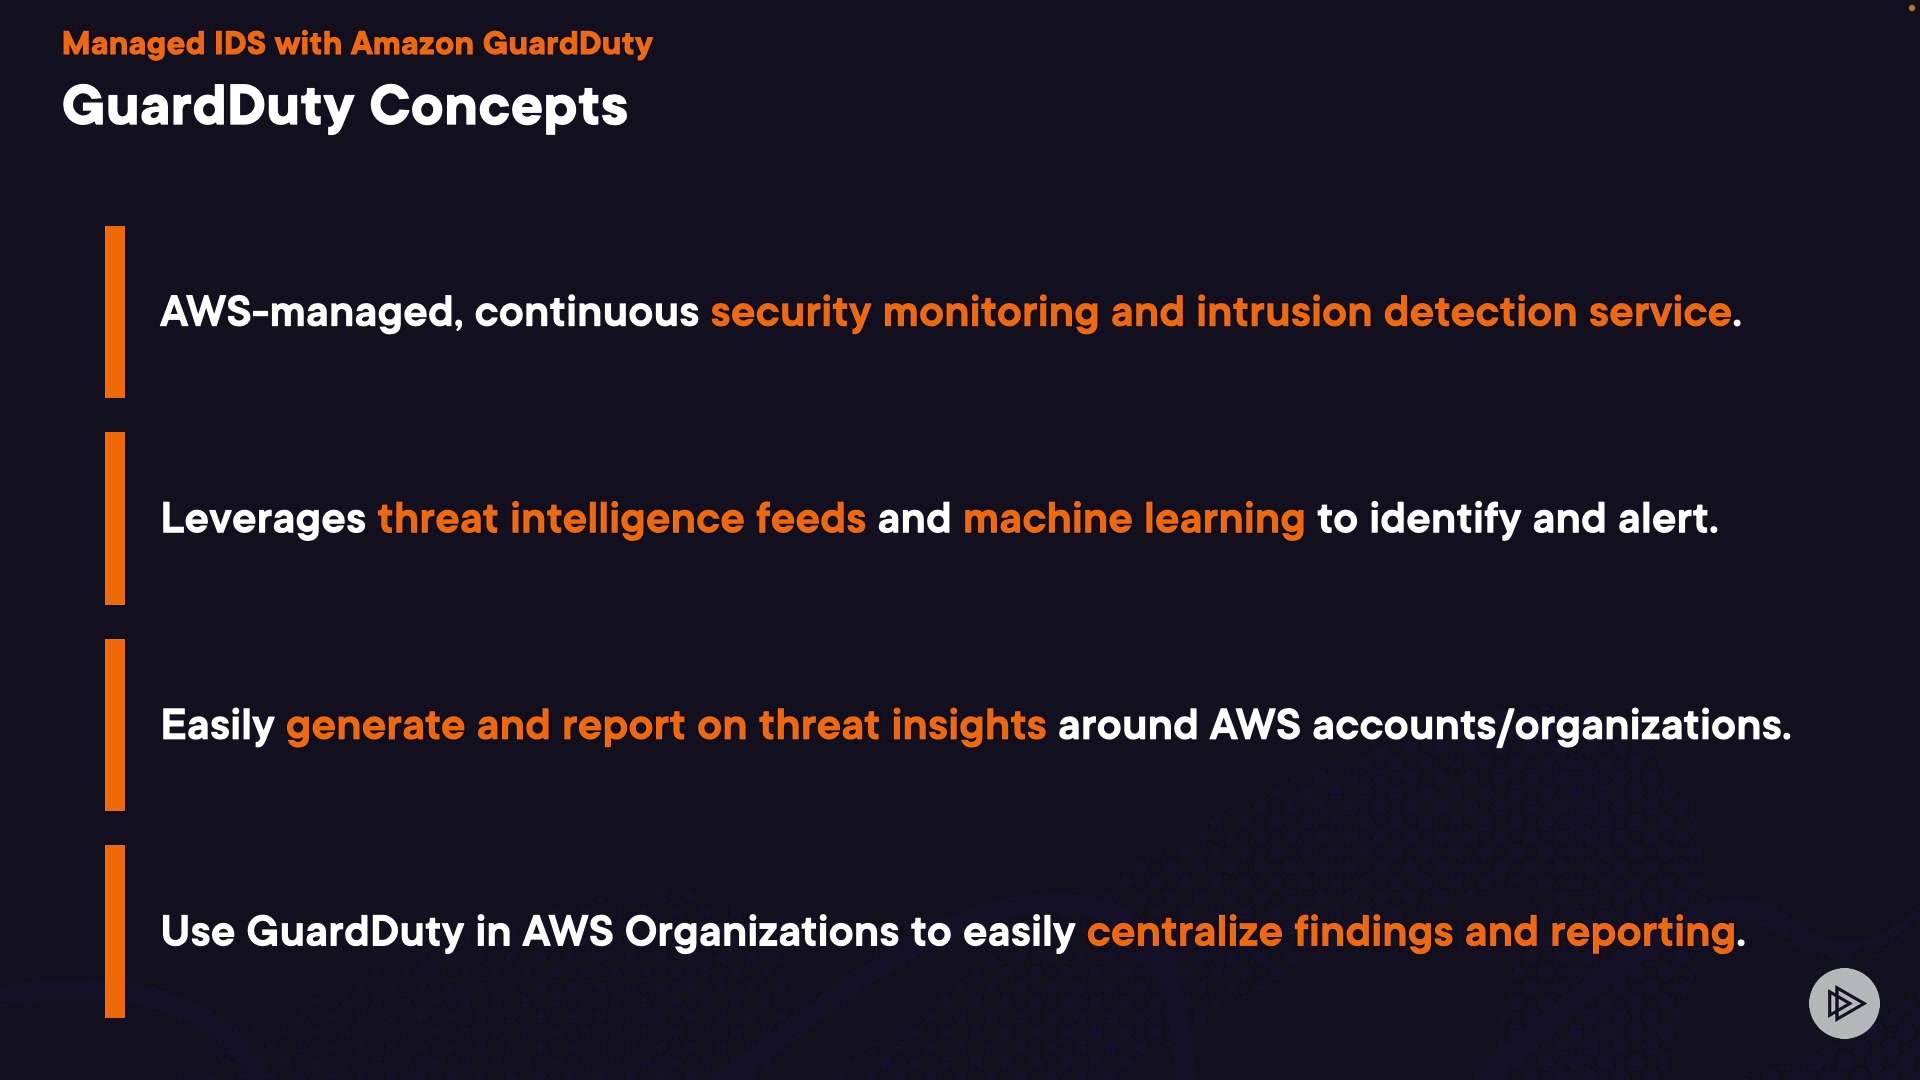 Managed IDS with Amazon GuardDuty
GuardDuty Concepts
AWS-managed, continuous security monitoring and intrusion detection service.
Leverages threat intelligence feeds and machine learning to identify and alert.
Easily generate and report on threat insights around AWS accounts/organizations.
Use GuardDuty in AWS Organizations to easily centralize findings and reporting.